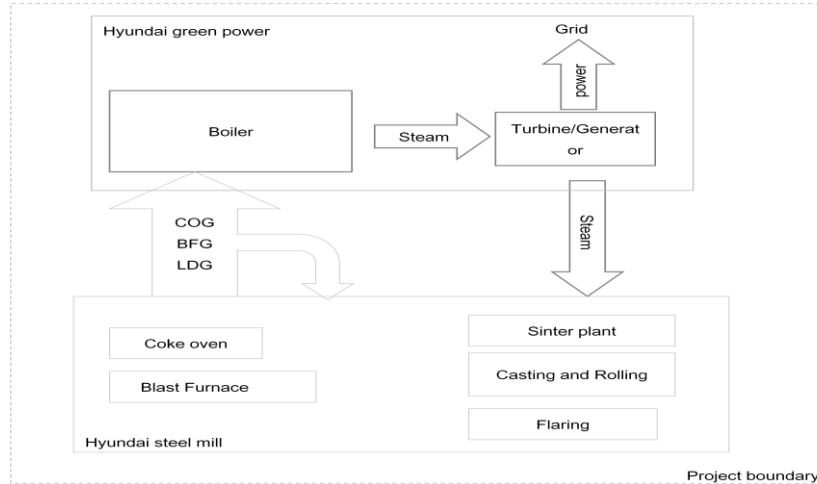 Hyundai green power
Grid
power
Boiler
Steam
Turbine/Generat
or
COG
BFG
LDG
Steam
Coke oven
Blast Furnace
Sinter plant
Casting and Rolling
Flaring
Hyundai steel mill
Project boundary